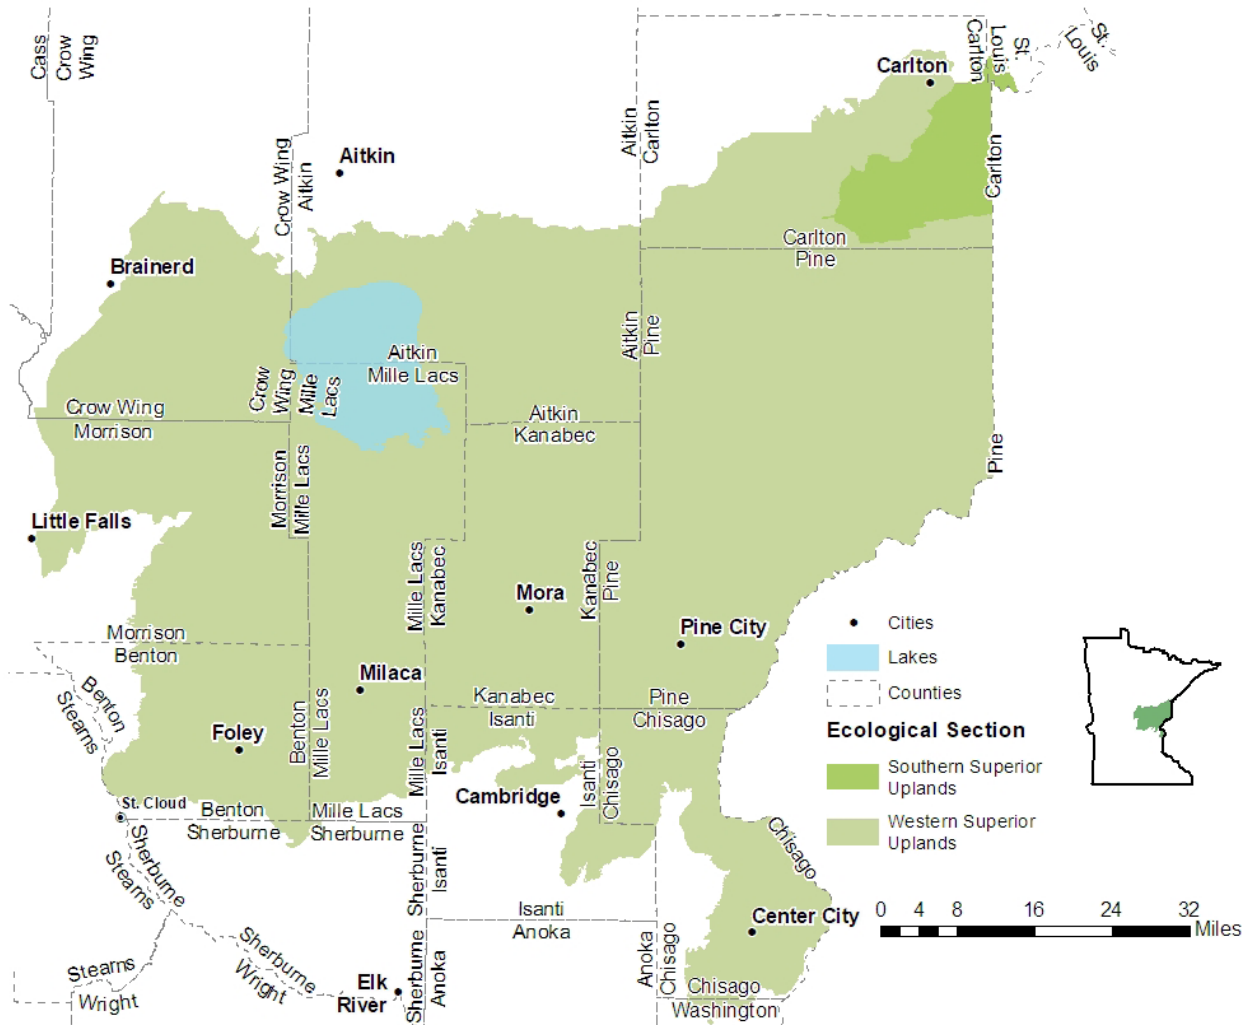 Cass
Crow
Wing
Carlton
St.
Louis
St.
Louis
Carlton
Aitkin
Carlton
Crow Wing
Aitkin
Aitkin
Carlton
Brainerd
Carlton
Pine
Aitkin
Pine
Aitkin
Mille Lacs
Crow
Wing
Mille
Lacs
Crow Wing
Morrison
Aitkin
Kanabec
Morrison
Mille Lacs
Pine
Little Falls
Mille Lacs
Kanabec
Kanabec
Pine
Mora
Pine City
Morrison
Benton
Milaca
Benton
Stearns
Kanabec
Isanti
Pine
Chisago
Foley
Benton
Mille Lacs
Mille Lacs
Isanti
Isanti
Chisago
Cambridge
St. Cloud
Benton
Sherburne
Mille Lacs
Sherburne
Sherburne
Stearns
Sherburne
Isanti
Chisago
Isanti
Anoka
Center City
Anoka
Chisago
Sherburne
Wright
Stearns
Wright
Elk
River
Sherburne
Anoka
Chisago
Washington
Cities
Lakes
Counties
Ecological Section
Southern Superior
Uplands
Western Superior
Uplands
0 4 8 16 24 32
Miles